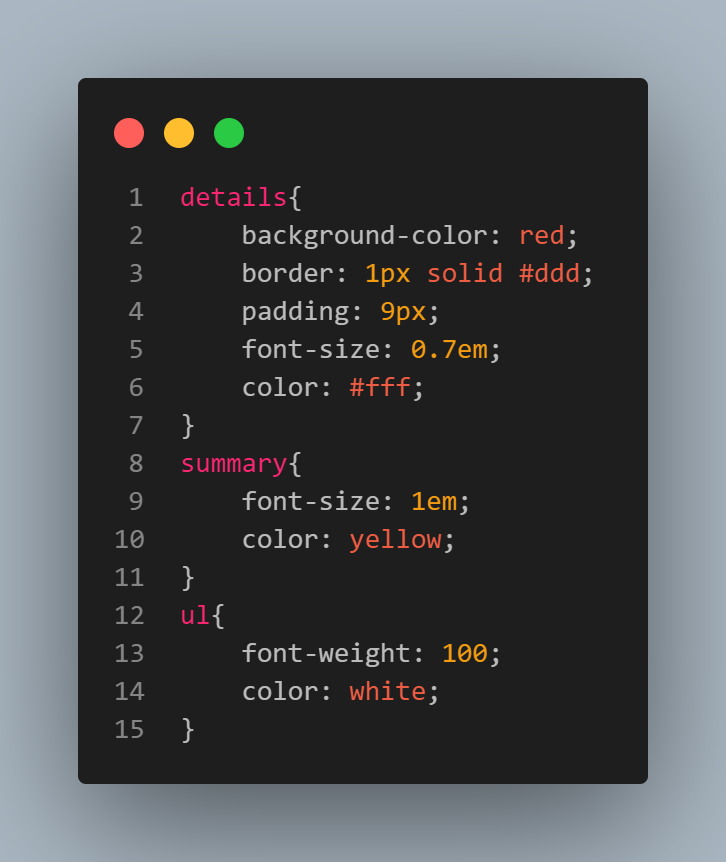 1 details{
2     background-color: red;
3     border: 1px solid #ddd;
4     padding: 9px;
5     font-size: 0.7em;
6     color: #fff;
7 }
8 summary{
9     font-size: 1em;
10     color: yellow;
11 }
12 ul{
13     font-weight: 100;
14     color: white;
15 }